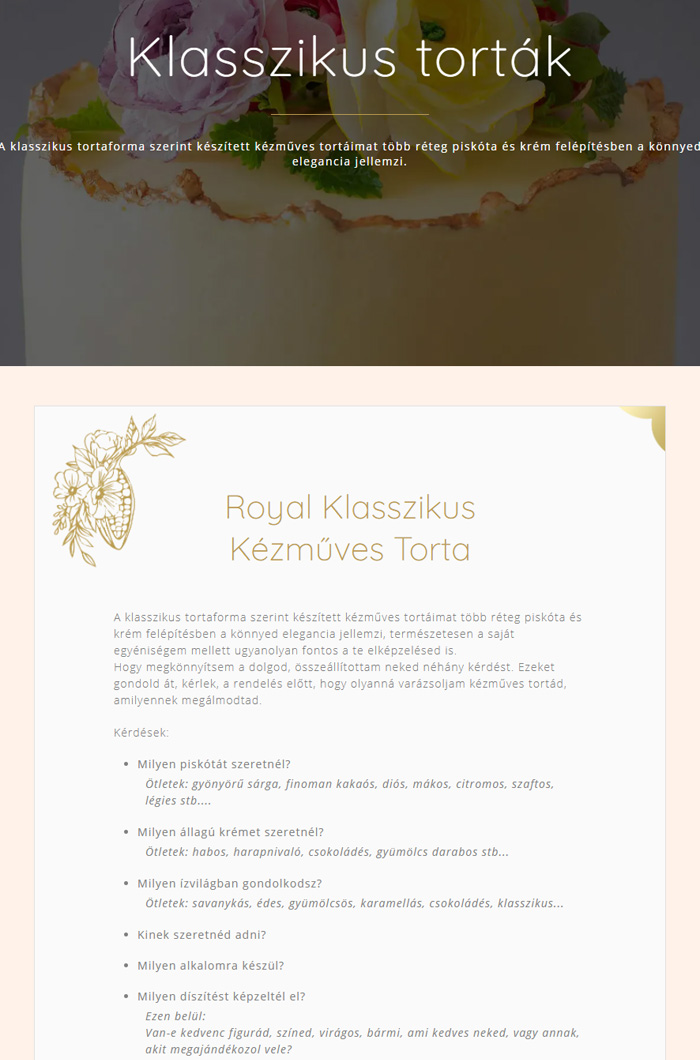 Klasszikus torták
A klasszikus tortaforma szerint készített kézműves tortáimat több réteg piskóta és krém felépítésben a könnyed
elegancia jellemzi.
Royal Klasszikus
Kézműves Torta
A klasszikus tortaforma szerint készített kézműves tortáimat több réteg piskóta és
krém felépítésben a könnyed elegancia jellemzi, természetesen a saját
egyéniségem mellett ugyanolyan fontos a te elképzelésed is.
Hogy megkönnyítsem a dolgod, összeállítottam neked néhány kérdést. Ezeket
gondold át, kérlek, a rendelés előtt, hogy olyanná varázsoljam kézműves tortád,
amilyennek megálmodtad.
Kérdések:
• Milyen piskótát szeretnél?
Ötletek: gyönyörű sárga, finoman kakaós, diós, mákos, citromos, szaftos,
légies stb....
• Milyen állagú krémet szeretnél?
Ötletek: habos, harapnivaló, csokoládés, gyümölcs darabos stb...
• Milyen ízvilágban gondolkodsz?
Ötletek: savanykás, édes, gyümölcsös, karamellás, csokoládés, klasszikus...
• Kinek szeretnéd adni?
• Milyen alkalomra készül?
• Milyen díszítést képzeltél el?
Ezen belül:
Van-e kedvenc figurád, színed, virágos, bármi, ami kedves neked, vagy annak,
akit megajándékozol vele?